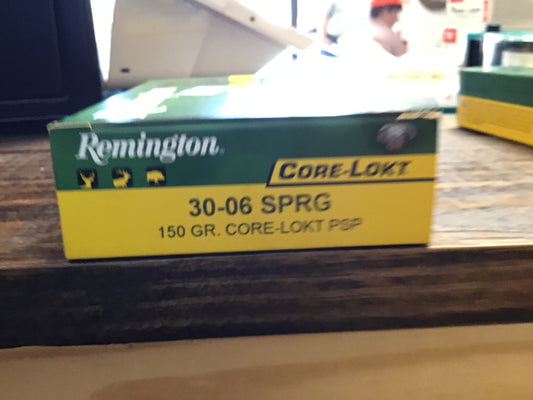 Remington
CORE-LOKT
30-06 SPRG
150 GR. CORE-LOKT PSP